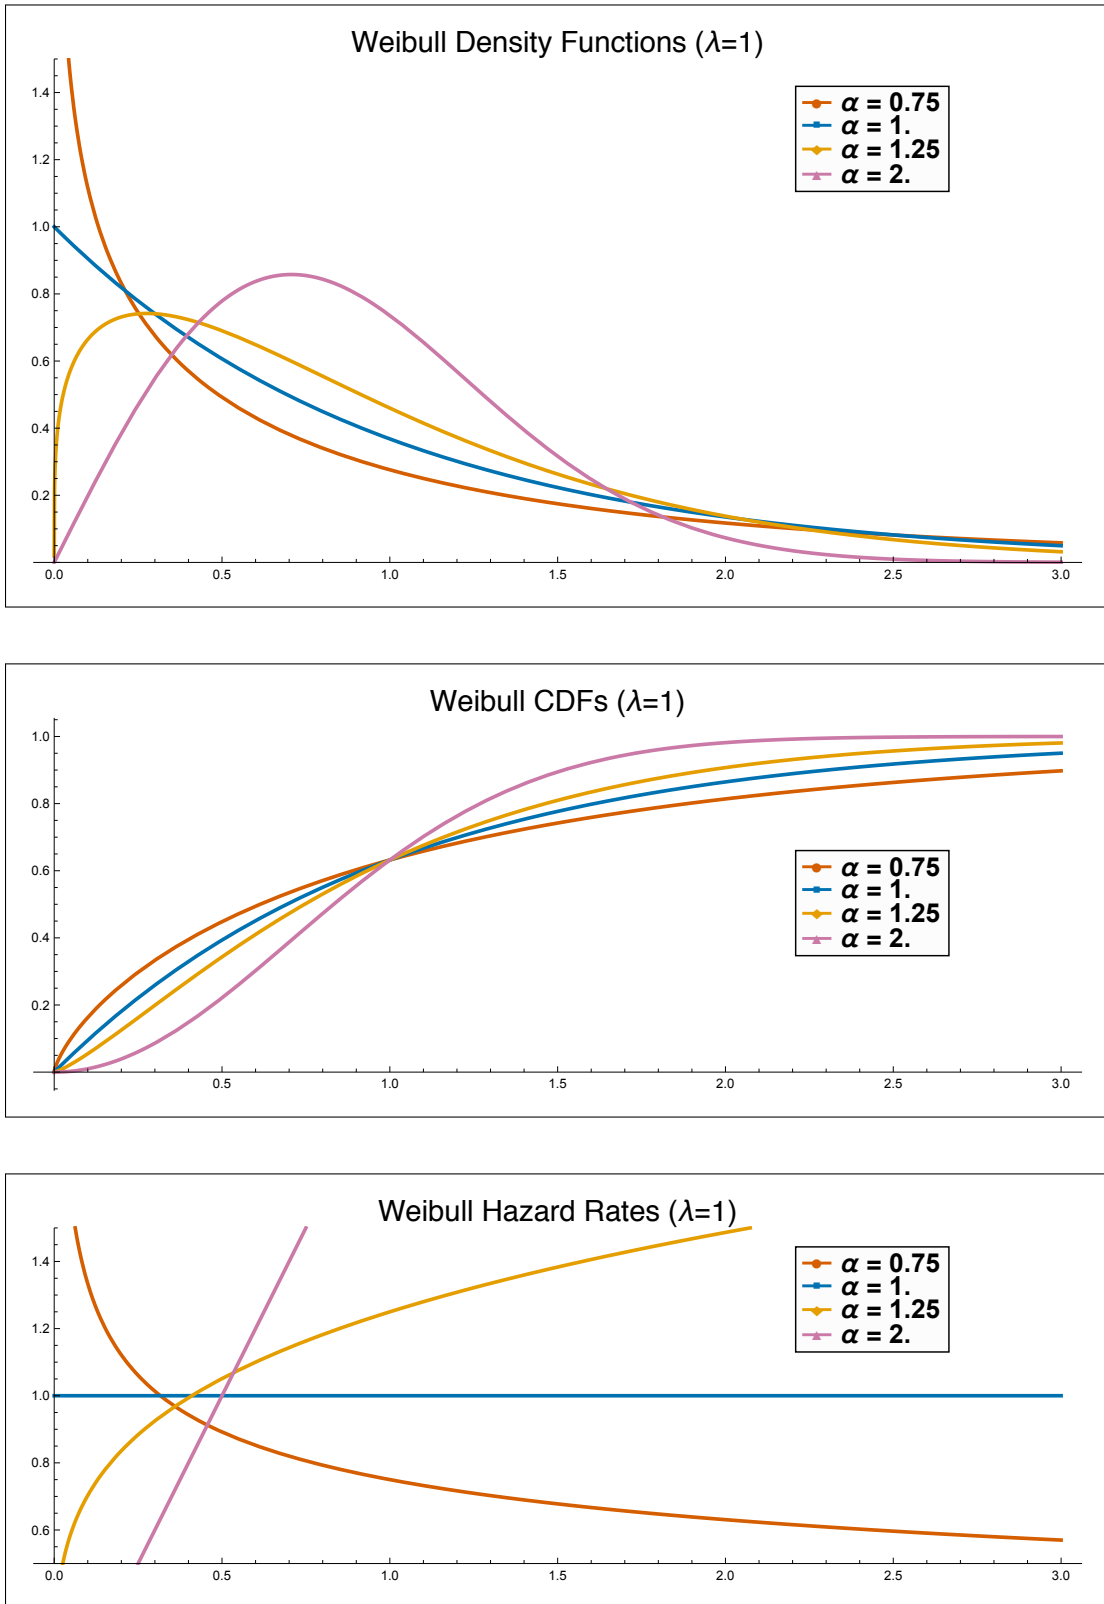 Weibull Density Functions (λ=1)
1.4
1.2
1.0
0.8
0.6
0.4
0.2
α = 0.75
α = 1.
α = 1.25
α = 2.
0.0 0.5 1.0 1.5 2.0 2.5 3.0
Weibull CDFs (λ=1)
1.0
0.8
0.6
0.4
0.2
α = 0.75
α = 1.
α = 1.25
α = 2.
0.5 1.0 1.5 2.0 2.5 3.0
Weibull Hazard Rates (λ=1)
1.4
1.2
1.0
0.8
0.6
α = 0.75
α = 1.
α = 1.25
α = 2.
0.0 0.5 1.0 1.5 2.0 2.5 3.0